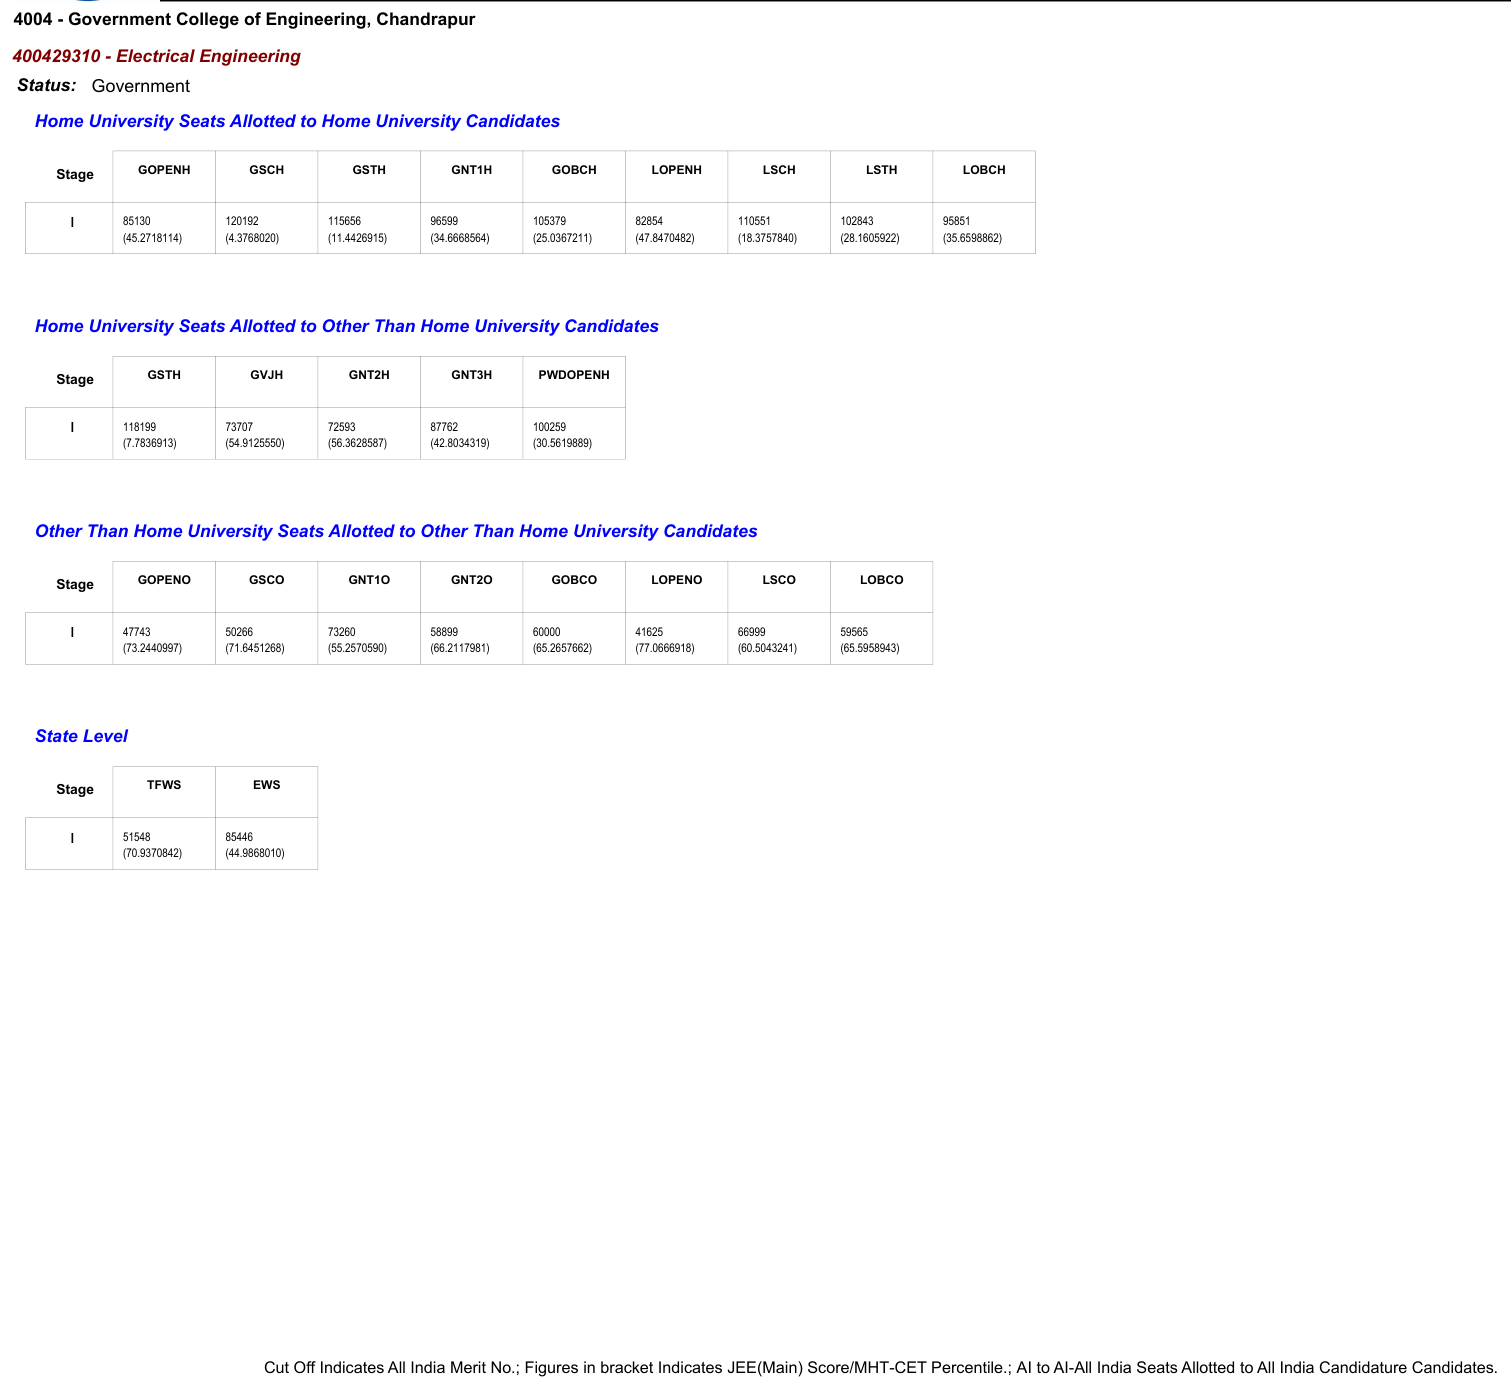 4004 - Government College of Engineering, Chandrapur
400429310 - Electrical Engineering
Status: Government
Home University Seats Allotted to Home University Candidates
Stage GOPENH GSCH GSTH GNT1H GOBCH LOPENH LSCH LSTH LOBCH
I 85130 120192 115656 96599 105379 82854 110551 102843 95851
(45.2718114) (4.3768020) (11.4426915) (34.6668564) (25.0367211) (47.8470482) (18.3757840) (28.1605922) (35.6598862)
Home University Seats Allotted to Other Than Home University Candidates
Stage GSTH GVJH GNT2H GNT3H PWDOPENH
I 118199 73707 72593 87762 100259
(7.7836913) (54.9125550) (56.3628587) (42.8034319) (30.5619889)
Other Than Home University Seats Allotted to Other Than Home University Candidates
Stage GOPENO GSCO GNT1O GNT2O GOBCO LOPENO LSCO LOBCO
I 47743 50266 73260 58899 60000 41625 66999 59565
(73.2440997) (71.6451268) (55.2570590) (66.2117981) (65.2657662) (77.0666918) (60.5043241) (65.5958943)
State Level
Stage TFWS EWS
I 51548 85446
(70.9370842) (44.9868010)
Cut Off Indicates All India Merit No.; Figures in bracket Indicates JEE(Main) Score/MHT-CET Percentile.; AI to AI-All India Seats Allotted to All India Candidature Candidates.